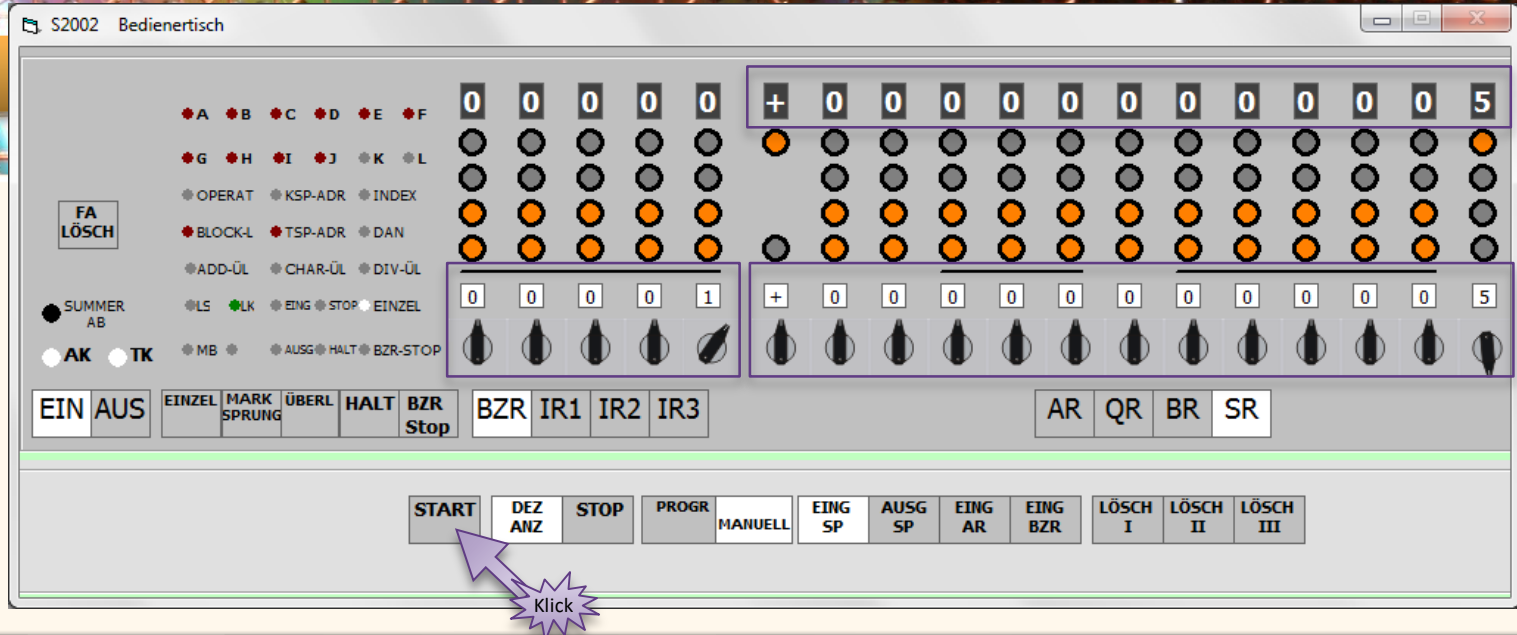 S2002 Bedienertisch
0 0 0 0 0 + 0 0 0 0 0 0 0 0 0 0 0 5
A B C D E F
G H I J K L
OPERAT KSP-ADR INDEX
FA
LÖSCH
BLOCK-L TSP-ADR DAN
ADD-ÜL CHAR-ÜL DIV-ÜL
0 0 0 0 1 + 0 0 0 0 0 0 0 0 0 0 0 5
SUMMER
AB
LS LK EING STOP EINZEL
AK TK
MB AUSG HALT BZR-STOP
EIN AUS
EINZEL
MARK
SPRUNG
ÜBERL
HALT
BZR
Stop
BZR IR1 IR2 IR3
AR QR BR SR
START
DEZ
ANZ
STOP
PROGR
MANUELL
EING
SP
AUSG
SP
EING
AR
EING
BZR
LÖSCH
I
LÖSCH
II
LÖSCH
III
Klick